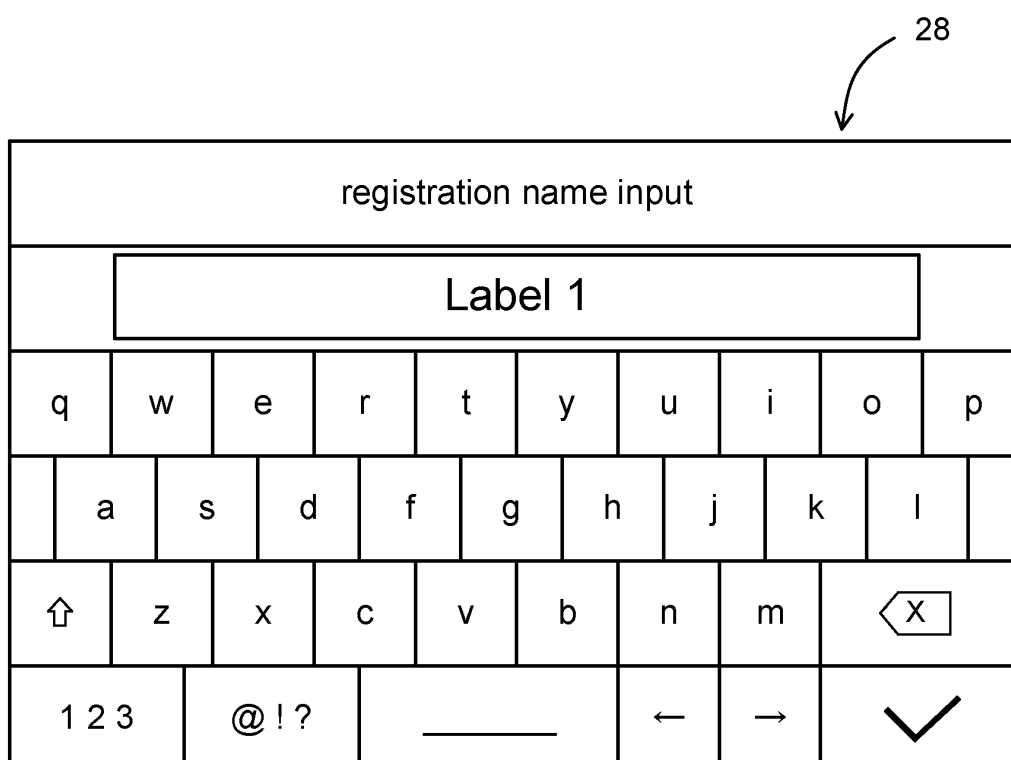 28
registration name input
Label 1
q w e r t y u i o p
a s d f g h j k l
⇧ z x c v b n m X
1 2 3 @ ! ? ← →